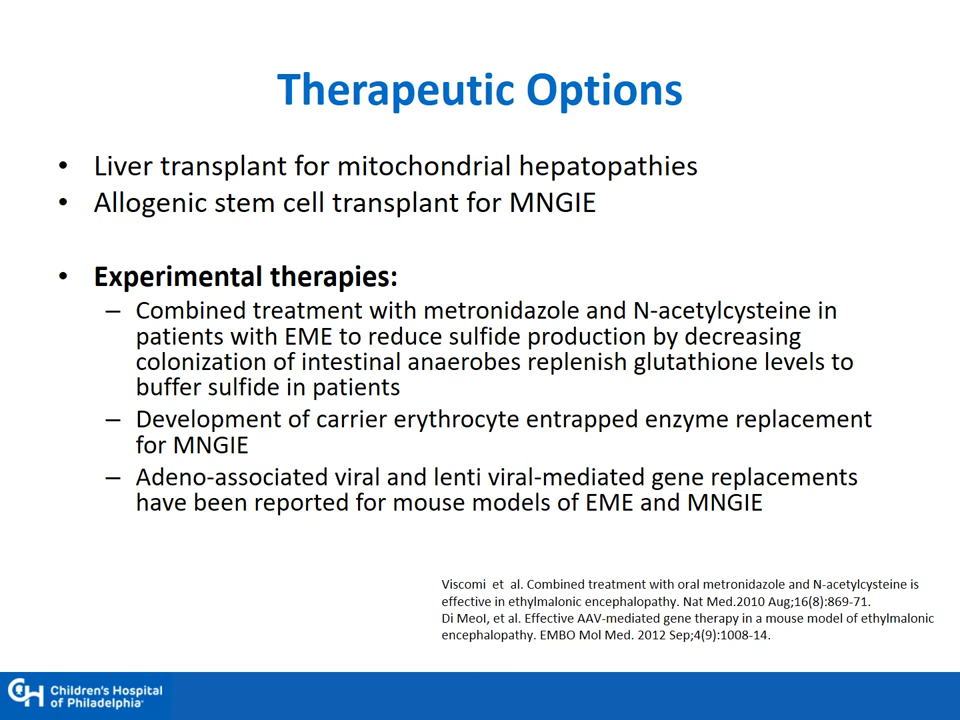 Therapeutic Options
• Liver transplant for mitochondrial hepatopathies
• Allogenic stem cell transplant for MNGIE
• Experimental therapies:
– Combined treatment with metronidazole and N-acetylcysteine in
patients with EME to reduce sulfide production by decreasing
colonization of intestinal anaerobes replenish glutathione levels to
buffer sulfide in patients
– Development of carrier erythrocyte entrapped enzyme replacement
for MNGIE
– Adeno-associated viral and lenti viral-mediated gene replacements
have been reported for mouse models of EME and MNGIE
Viscomi et al. Combined treatment with oral metronidazole and N-acetylcysteine is
effective in ethylmalonic encephalopathy. Nat Med.2010 Aug;16(8):869-71.
Di Meol, et al. Effective AAV-mediated gene therapy in a mouse model of ethylmalonic
encephalopathy. EMBO Mol Med. 2012 Sep;4(9):1008-14.
CH Children's Hospital
of Philadelphia